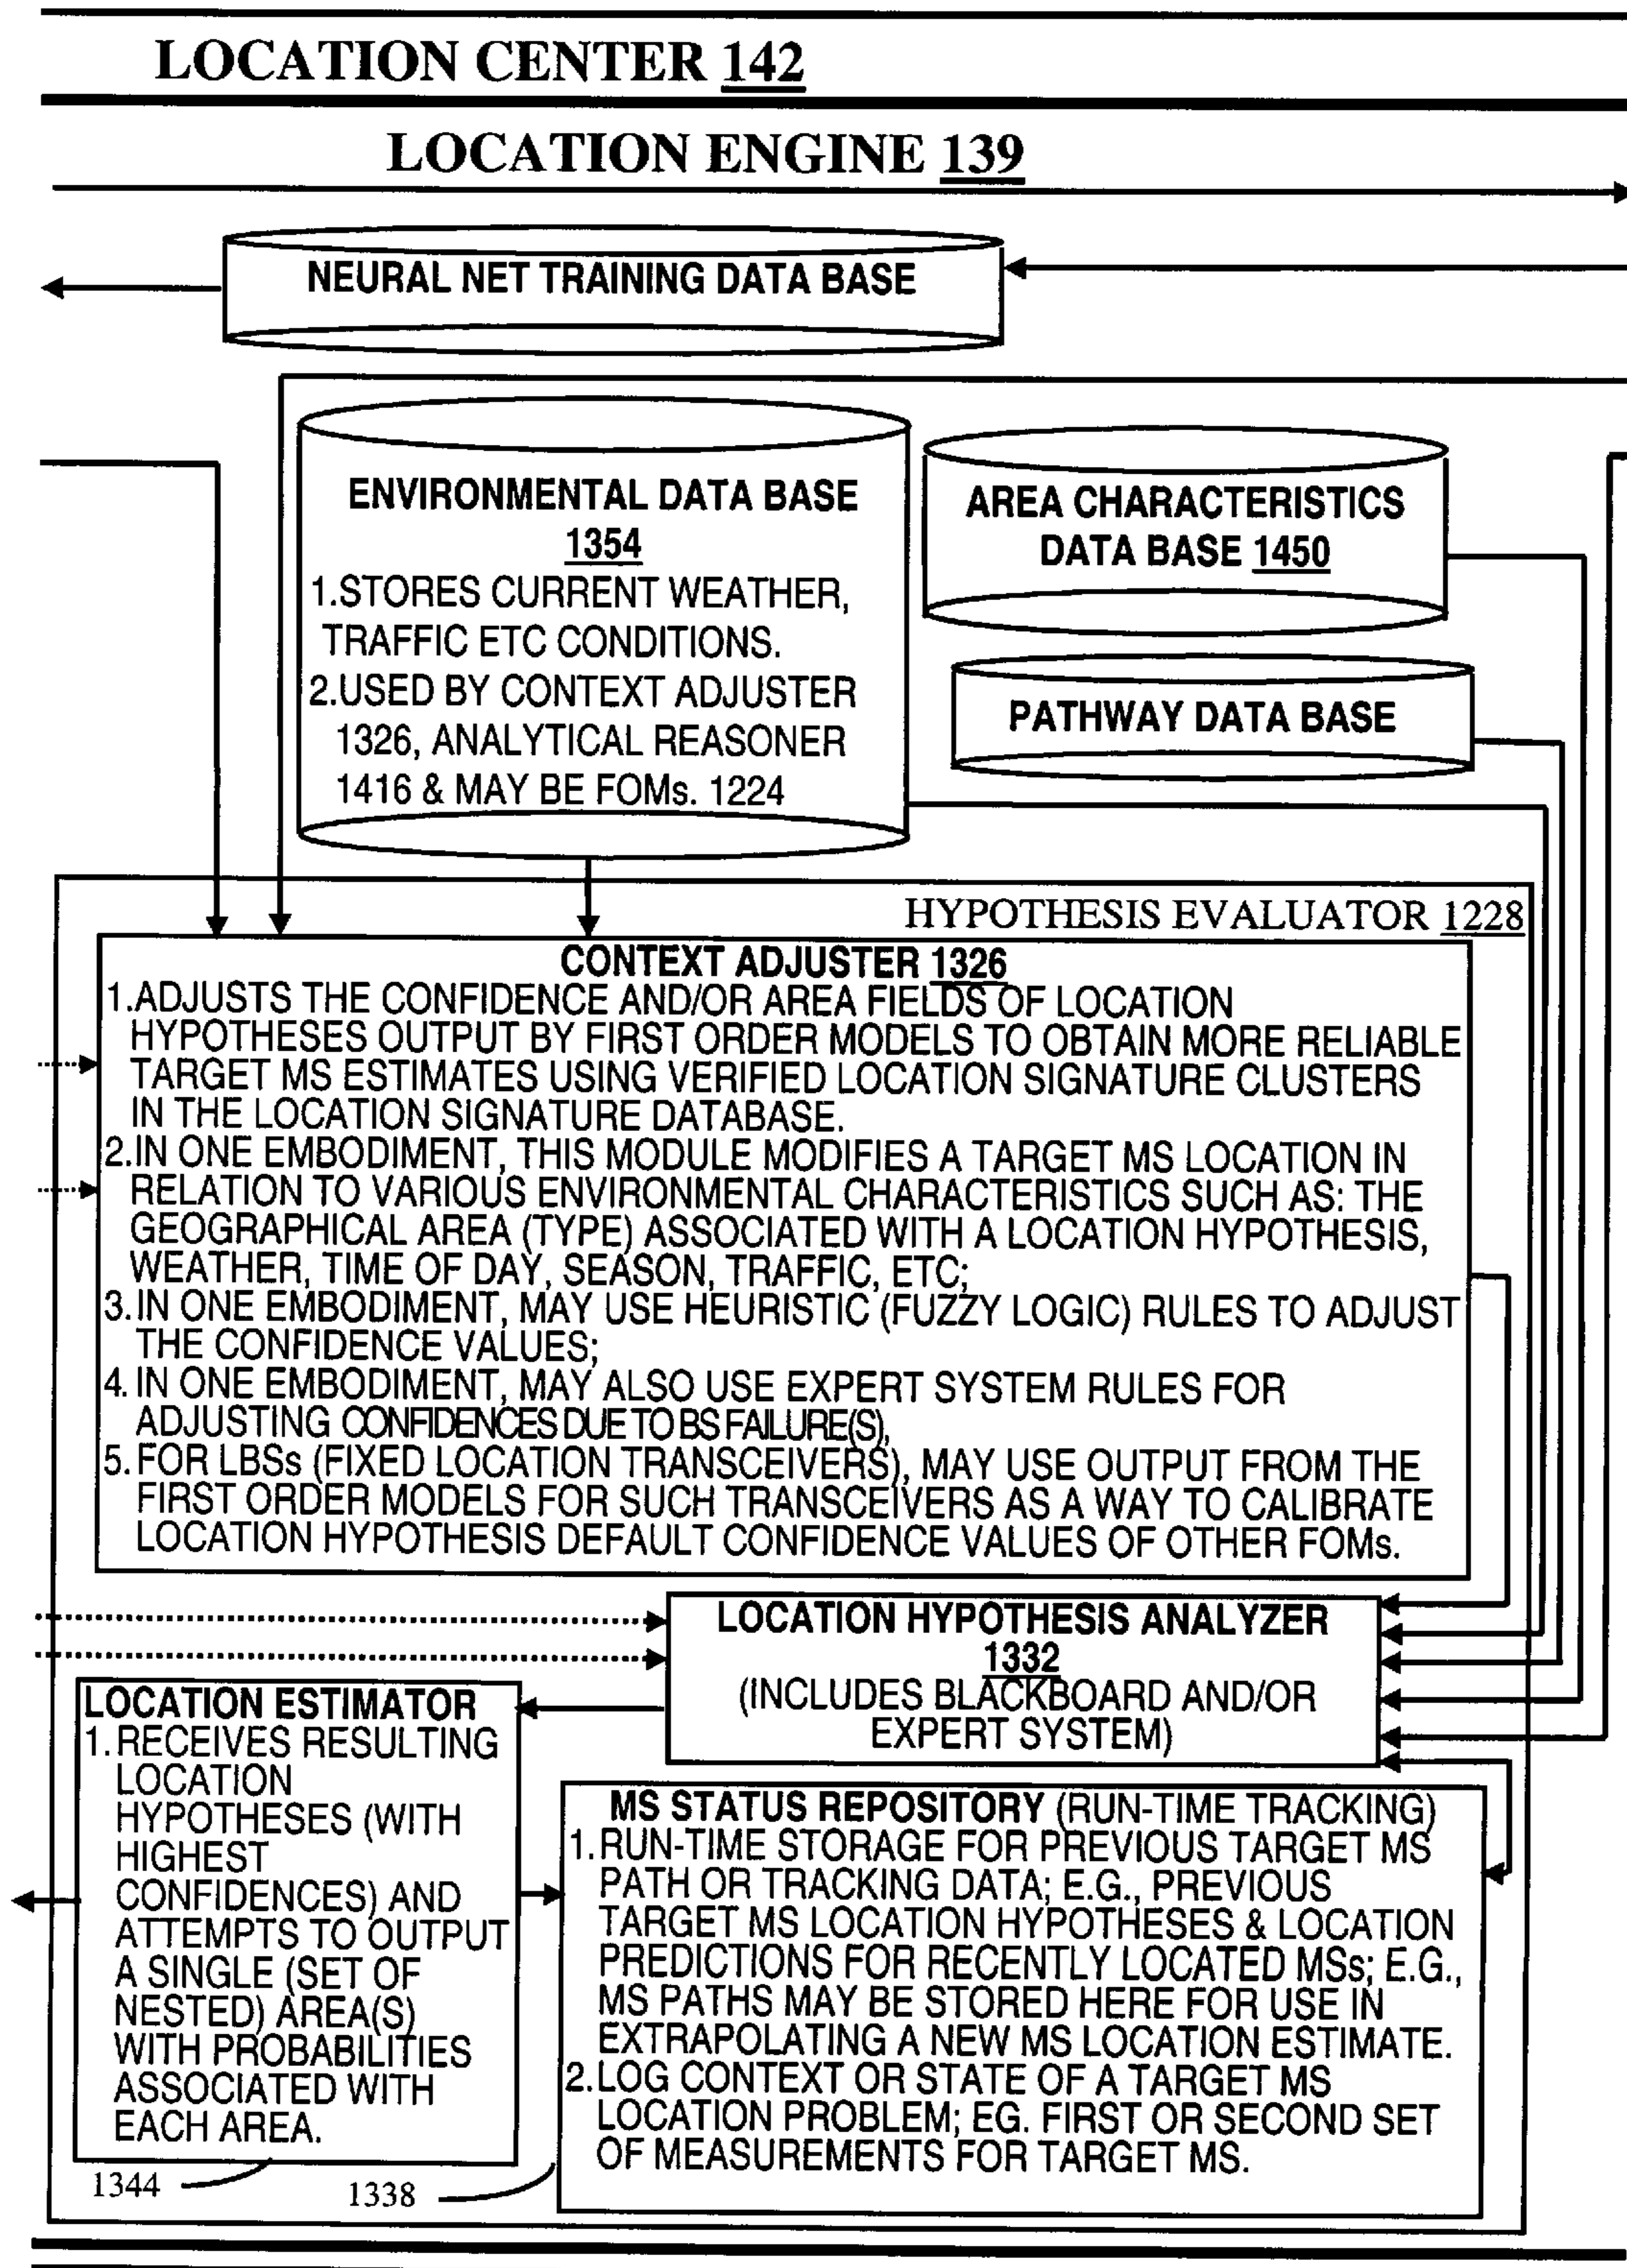 LOCATION CENTER 142
LOCATION ENGINE 139
NEURAL NET TRAINING DATA BASE
ENVIRONMENTAL DATA BASE
1354
1.STORES CURRENT WEATHER,
TRAFFIC ETC CONDITIONS.
2.USED BY CONTEXT ADJUSTER
1326, ANALYTICAL REASONER
1416 & MAY BE FOMs. 1224
AREA CHARACTERISTICS
DATA BASE 1450
PATHWAY DATA BASE
HYPOTHESIS EVALUATOR 1228
CONTEXT ADJUSTER 1326
1.ADJUSTS THE CONFIDENCE AND/OR AREA FIELDS OF LOCATION
HYPOTHESES OUTPUT BY FIRST ORDER MODELS TO OBTAIN MORE RELIABLE
TARGET MS ESTIMATES USING VERIFIED LOCATION SIGNATURE CLUSTERS
IN THE LOCATION SIGNATURE DATABASE.
2.IN ONE EMBODIMENT, THIS MODULE MODIFIES A TARGET MS LOCATION IN
RELATION TO VARIOUS ENVIRONMENTAL CHARACTERISTICS SUCH AS: THE
GEOGRAPHICAL AREA (TYPE) ASSOCIATED WITH A LOCATION HYPOTHESIS,
WEATHER, TIME OF DAY, SEASON, TRAFFIC, ETC;
3.IN ONE EMBODIMENT, MAY USE HEURISTIC (FUZZY LOGIC) RULES TO ADJUST
THE CONFIDENCE VALUES;
4. IN ONE EMBODIMENT, MAY ALSO USE EXPERT SYSTEM RULES FOR
ADJUSTING CONFIDENCES DUE TO BS FAILURE(S),
5. FOR LBSs (FIXED LOCATION TRANSCEIVERS), MAY USE OUTPUT FROM THE
FIRST ORDER MODELS FOR SUCH TRANSCEIVERS AS A WAY TO CALIBRATE
LOCATION HYPOTHESIS DEFAULT CONFIDENCE VALUES OF OTHER FOMs.
LOCATION HYPOTHESIS ANALYZER
1332
(INCLUDES BLACKBOARD AND/OR
EXPERT SYSTEM)
LOCATION ESTIMATOR
1. RECEIVES RESULTING
LOCATION
HYPOTHESES (WITH
HIGHEST
CONFIDENCES) AND
ATTEMPTS TO OUTPUT
A SINGLE (SET OF
NESTED) AREA(S)
WITH PROBABILITIES
ASSOCIATED WITH
EACH AREA.
1344
MS STATUS REPOSITORY (RUN-TIME TRACKING)
1. RUN-TIME STORAGE FOR PREVIOUS TARGET MS
PATH OR TRACKING DATA; E.G., PREVIOUS
TARGET MS LOCATION HYPOTHESES & LOCATION
PREDICTIONS FOR RECENTLY LOCATED MSs; E.G.,
MS PATHS MAY BE STORED HERE FOR USE IN
EXTRAPOLATING A NEW MS LOCATION ESTIMATE.
2.LOG CONTEXT OR STATE OF A TARGET MS
LOCATION PROBLEM; EG. FIRST OR SECOND SET
OF MEASUREMENTS FOR TARGET MS.
1338